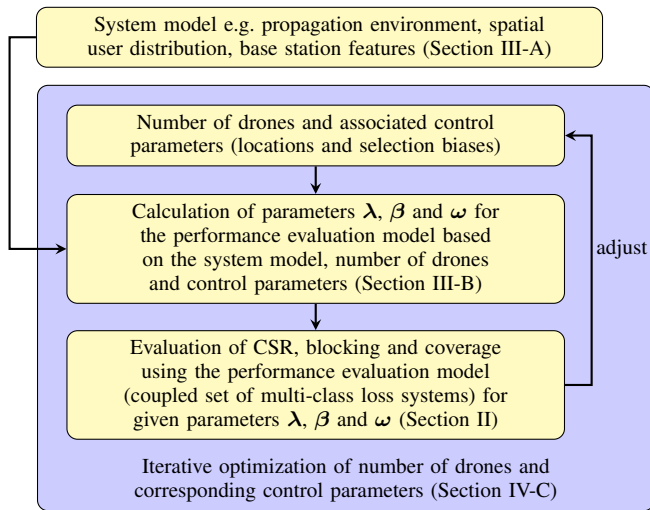 System model e.g. propagation environment, spatial
user distribution, base station features (Section III-A)
Number of drones and associated control
parameters (locations and selection biases)
Calculation of parameters λ, β and ω for
the performance evaluation model based
on the system model, number of drones
and control parameters (Section III-B)
adjust
Evaluation of CSR, blocking and coverage
using the performance evaluation model
(coupled set of multi-class loss systems) for
given parameters λ, β and ω (Section II)
Iterative optimization of number of drones and
corresponding control parameters (Section IV-C)